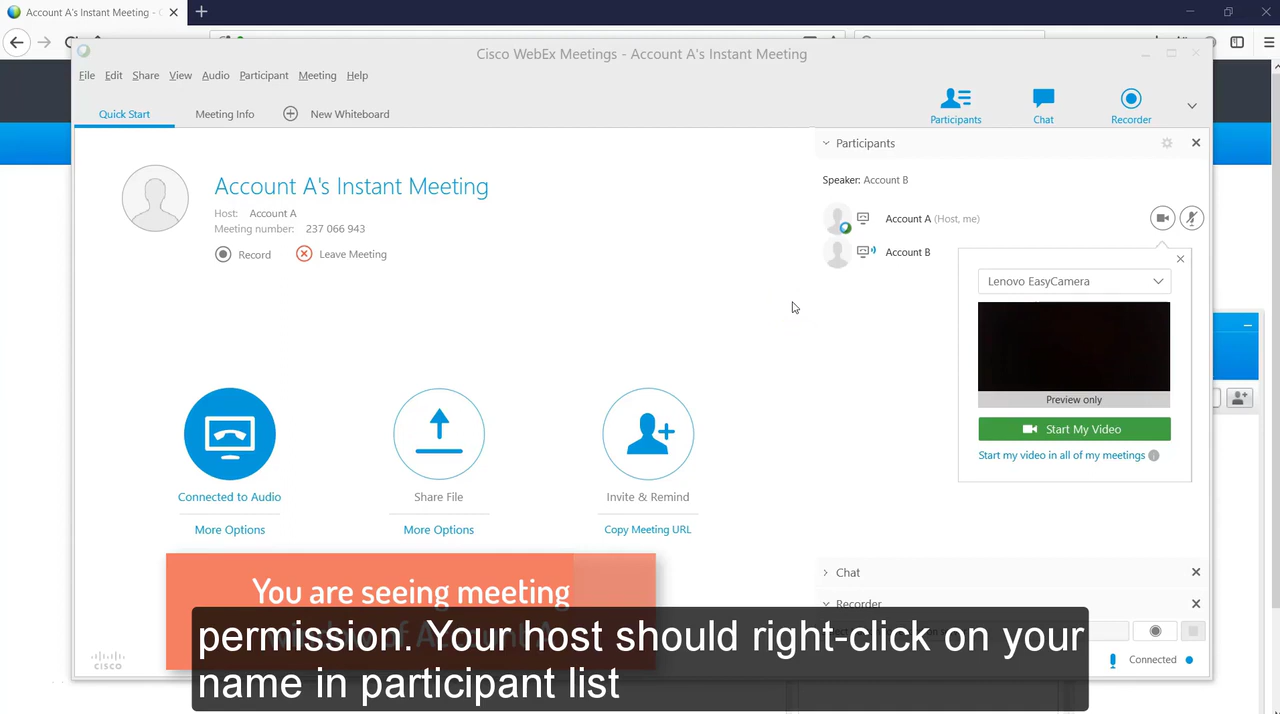 Account A's Instant Meeting - 
Cisco WebEx Meetings - Account A's Instant Meeting
File Edit Share View Audio Participant Meeting Help
Quick Start Meeting Info New Whiteboard
Participants Chat Recorder
Participants
Speaker: Account B
Account A (Host, me)
Account B
Account A's Instant Meeting
Host: Account A
Meeting number: 237 066 943
Record Leave Meeting
Lenovo EasyCamera
Preview only
Start My Video
Start my video in all of my meetings
Connected to Audio
More Options
Share File
More Options
Invite & Remind
Copy Meeting URL
Chat
Recorder
Connected
CISCO
You are seeing meeting
permission. Your host should right-click on your
name in participant list